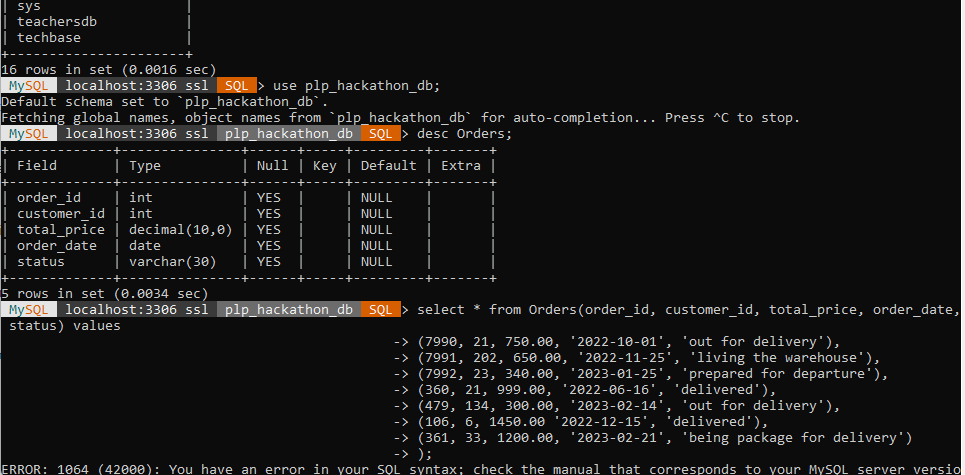 | sys |
| teachersdb |
| techbase |
+----------------------+
16 rows in set (0.0016 sec)
MySQL localhost:3306 ssl SQL > use plp_hackathon_db;
Default schema set to `plp_hackathon_db`.
Fetching global names, object names from `plp_hackathon_db` for auto-completion... Press ^C to stop.
MySQL localhost:3306 ssl plp_hackathon_db SQL > desc Orders;
+-------------+---------------+------+-----+---------+-------+
| Field | Type | Null | Key | Default | Extra |
+-------------+---------------+------+-----+---------+-------+
| order_id | int | YES | | NULL | |
| customer_id | int | YES | | NULL | |
| total_price | decimal(10,0) | YES | | NULL | |
| order_date | date | YES | | NULL | |
| status | varchar(30) | YES | | NULL | |
+-------------+---------------+------+-----+---------+-------+
5 rows in set (0.0034 sec)
MySQL localhost:3306 ssl plp_hackathon_db SQL > select * from Orders(order_id, customer_id, total_price, order_date,
status) values
-> (7990, 21, 750.00, '2022-10-01', 'out for delivery'),
-> (7991, 202, 650.00, '2022-11-25', 'living the warehouse'),
-> (7992, 23, 340.00, '2023-01-25', 'prepared for departure'),
-> (360, 21, 999.00, '2022-06-16', 'delivered'),
-> (479, 134, 300.00, '2023-02-14', 'out for delivery'),
-> (106, 6, 1450.00 '2022-12-15', 'delivered'),
-> (361, 33, 1200.00, '2023-02-21', 'being package for delivery')
-> );
ERROR: 1064 (42000): You have an error in your SQL syntax; check the manual that corresponds to your MySQL server versio